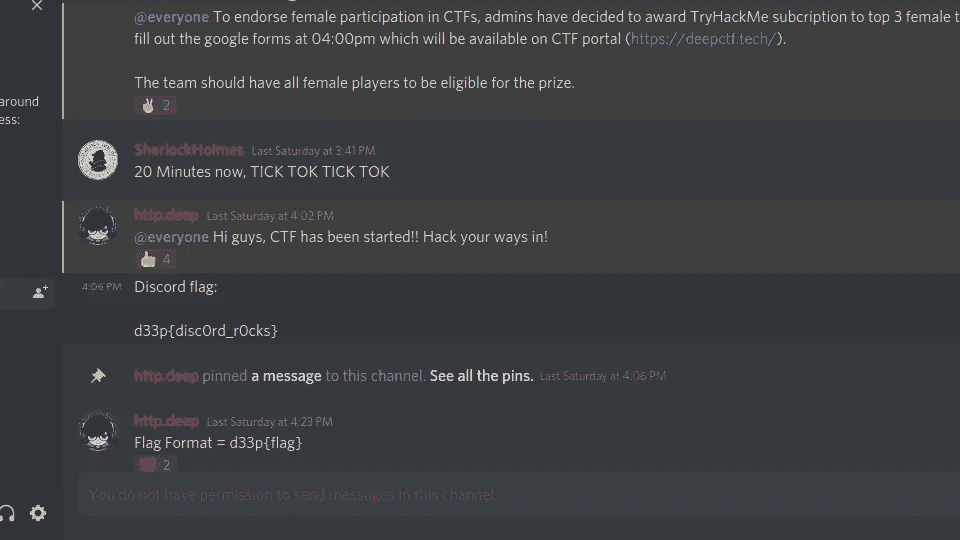 @everyone To endorse female participation in CTFs, admins have decided to award TryHackMe subcription to top 3 female t
fill out the google forms at 04:00pm which will be available on CTF portal (https://deepctf.tech/).
The team should have all female players to be eligible for the prize.
around
2
ess:
SherlockHolmes Last Saturday at 3:41 PM
20 Minutes now, TICK TOK TICK TOK
http.deep Last Saturday at 4:02 PM
@everyone Hi guys, CTF has been started!! Hack your ways in!
4
4:06 PM Discord flag:
d33p{disc0rd_r0cks}
http.deep pinned a message to this channel. See all the pins. Last Saturday at 4:06 PM
http.deep Last Saturday at 4:23 PM
Flag Format = d33p{flag}
2
You do not have permission to send messages in this channel.